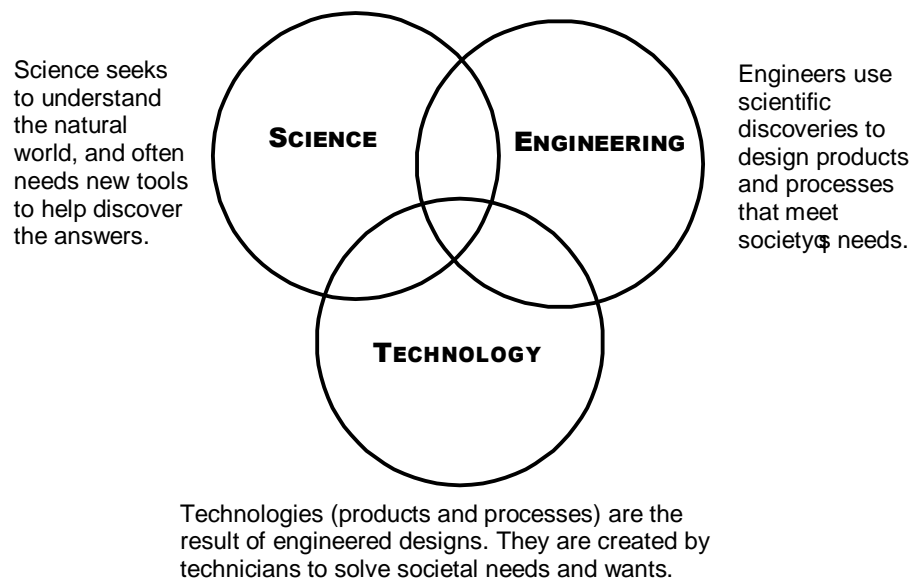 Science seeks
to understand
the natural
world, and often
needs new tools
to help discover
the answers.
SCIENCE
ENGINEERING
Engineers use
scientific
discoveries to
design products
and processes
that meet
needs.
TECHNOLOGY
Technologies (products and processes) are the
result of engineered designs. They are created by
technicians to solve societal needs and wants.